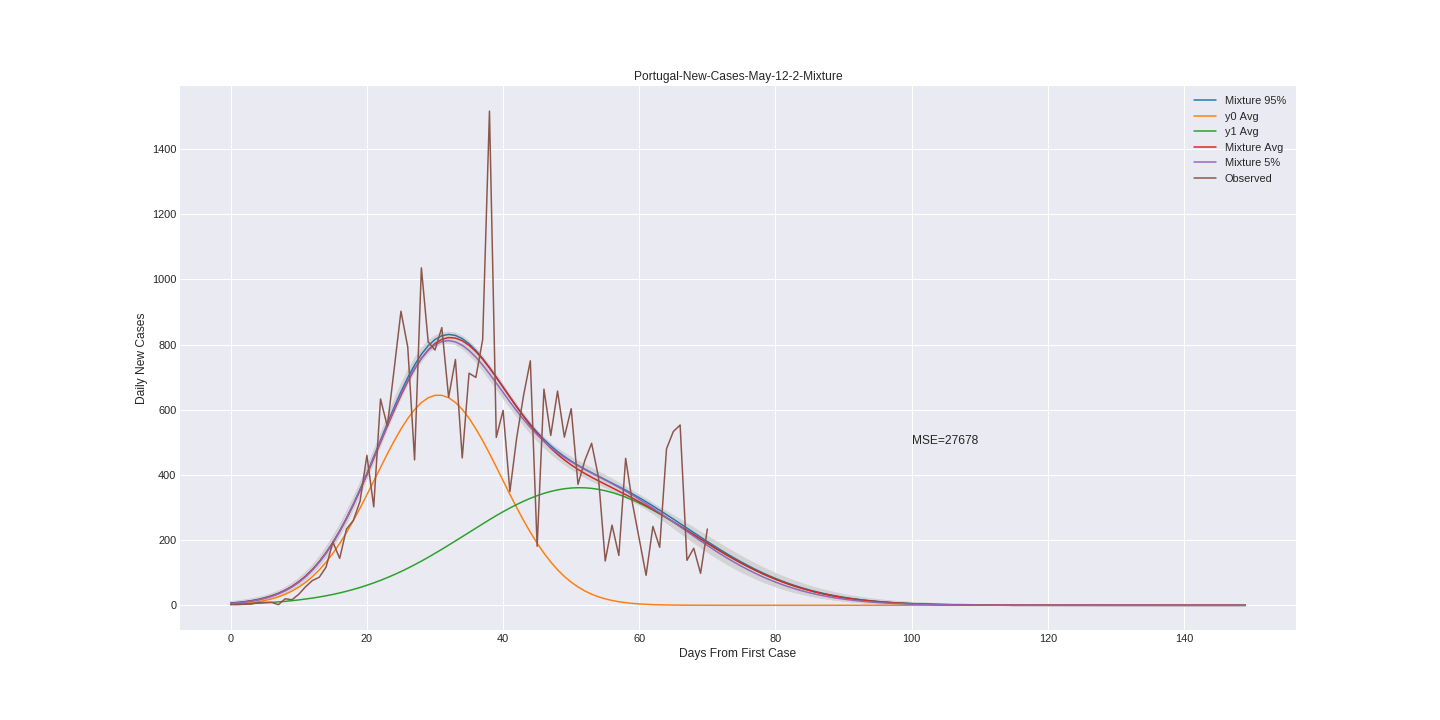 Portugal-New-Cases-May-12-2-Mixture
Mixture 95%
y0 Avg
y1 Avg
Mixture Avg
Mixture 5%
Observed
Daily New Cases
1400
1200
1000
800
600
400
200
0
MSE=27678
0 20 40 60 80 100 120 140
Days From First Case